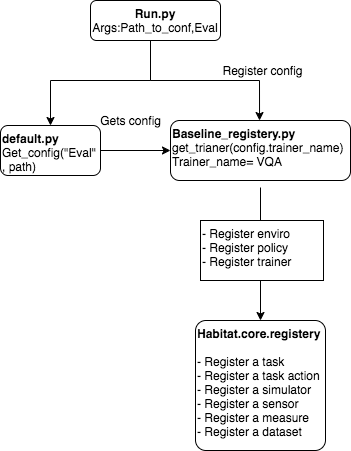 Run.py
Args:Path_to_conf,Eval
Register config
Gets config
default.py
Get_config("Eval"
, path)
Baseline_registery.py
get_trianer(config.trainer_name)
Trainer_name= VQA
- Register enviro
- Register policy
- Register trainer
Habitat.core.registery
- Register a task
- Register a task action
- Register a simulator
- Register a sensor
- Register a measure
- Register a dataset